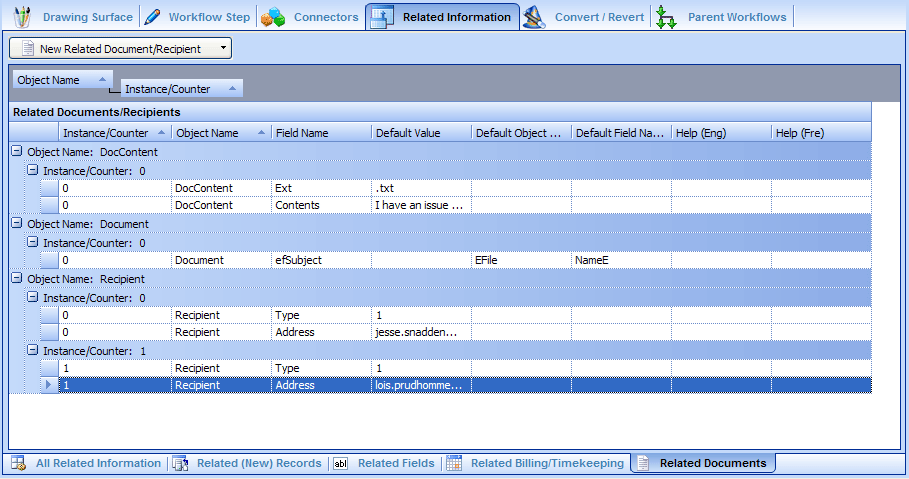 Drawing Surface Workflow Step Connectors Related Information Convert / Revert Parent Workflows
New Related Document/Recipient
Object Name
Instance/Counter
Related Documents/Recipients
Instance/Counter Object Name Field Name Default Value Default Object ... Default Field Na... Help (Eng) Help (Fre)
Object Name: DocContent
Instance/Counter: 0
0 DocContent Ext .txt
0 DocContent Contents I have an issue ...
Object Name: Document
Instance/Counter: 0
0 Document efSubject EFile NameE
Object Name: Recipient
Instance/Counter: 0
0 Recipient Type 1
0 Recipient Address jesse.snadden...
Instance/Counter: 1
1 Recipient Type 1
1 Recipient Address lois.prudhomme...
All Related Information Related (New) Records abl Related Fields Related Billing/Timekeeping Related Documents